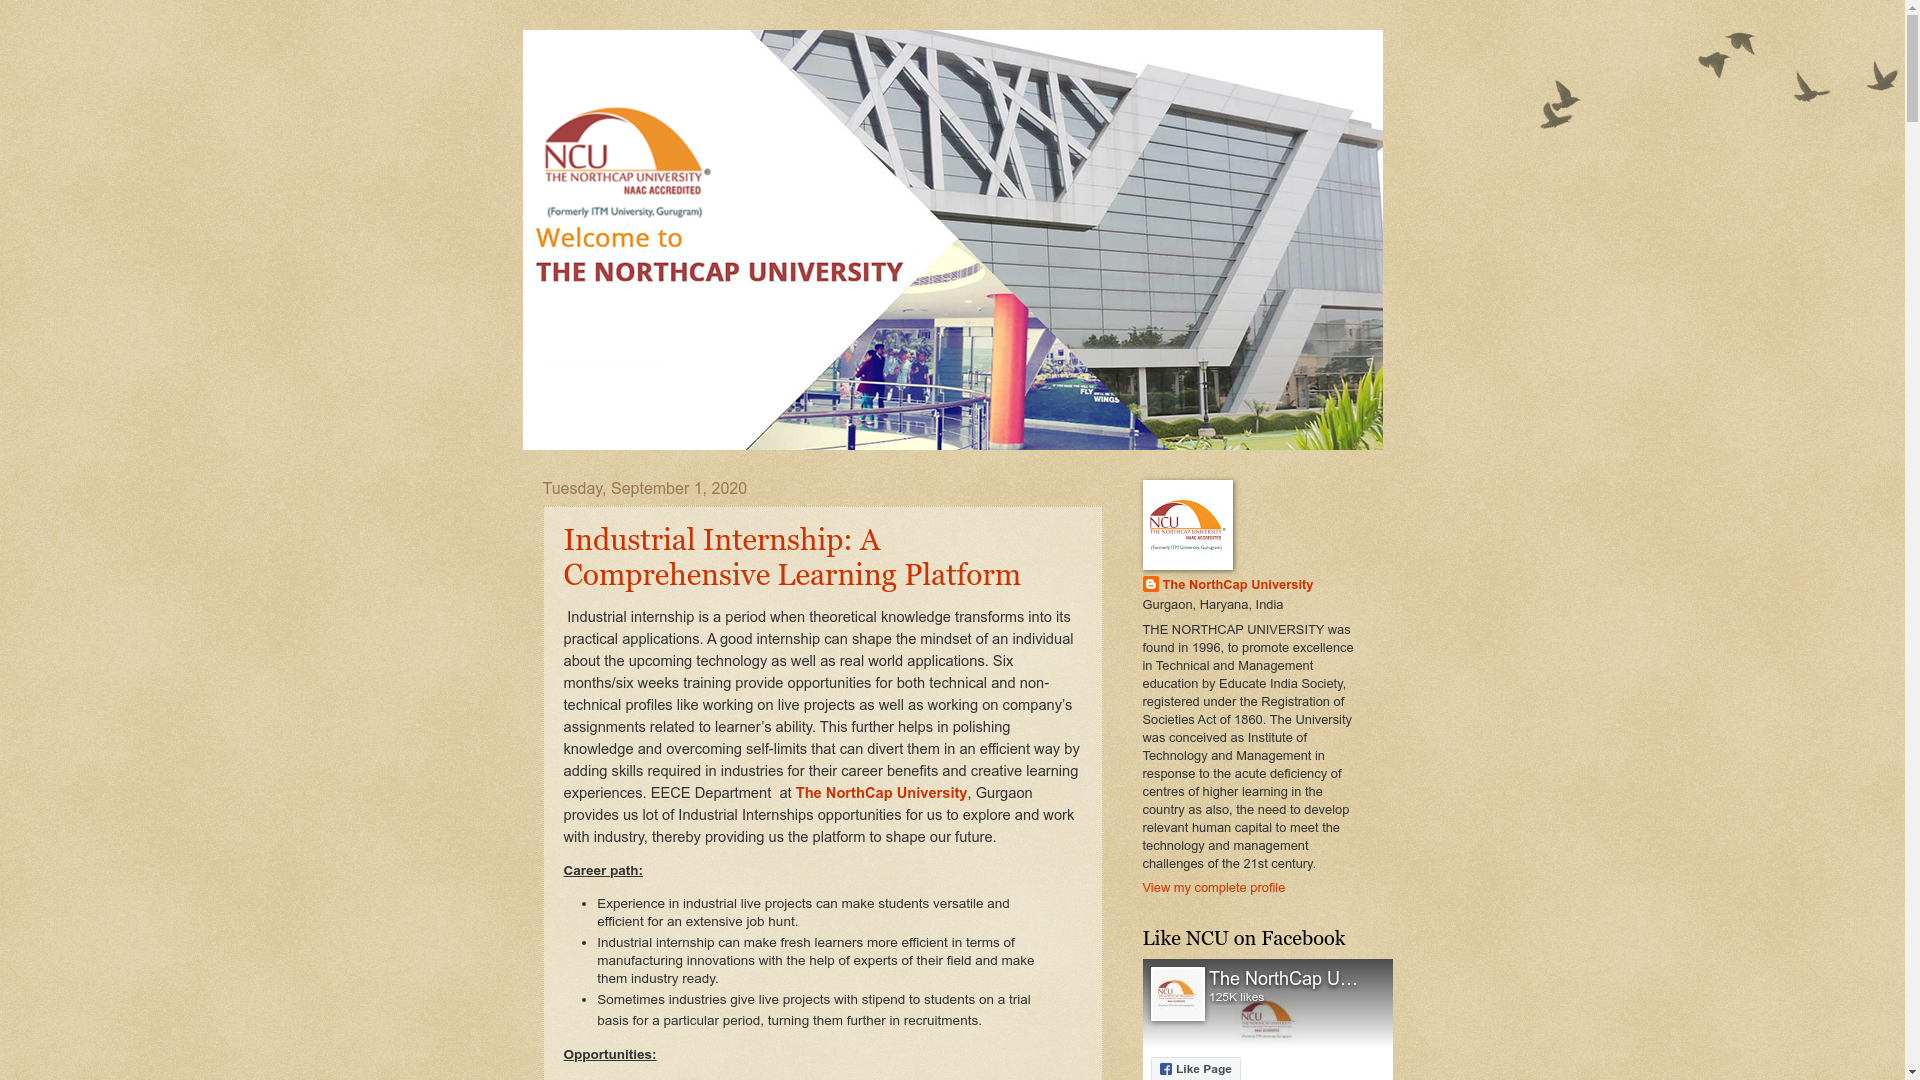 NCU
THE NORTHCAP UNIVERSITY®
NAAC ACCREDITED
(Formerly ITM University, Gurugram)
Welcome to
THE NORTHCAP UNIVERSITY
FLY
WINGS
Tuesday, September 1, 2020
Industrial Internship: A
Comprehensive Learning Platform
Industrial internship is a period when theoretical knowledge transforms into its
practical applications. A good internship can shape the mindset of an individual
about the upcoming technology as well as real world applications. Six
months/six weeks training provide opportunities for both technical and non-
technical profiles like working on live projects as well as working on company’s
assignments related to learner’s ability. This further helps in polishing
knowledge and overcoming self-limits that can divert them in an efficient way by
adding skills required in industries for their career benefits and creative learning
experiences. EECE Department  at The NorthCap University, Gurgaon
provides us lot of Industrial Internships opportunities for us to explore and work
with industry, thereby providing us the platform to shape our future.
Career path:
• Experience in industrial live projects can make students versatile and
efficient for an extensive job hunt.
• Industrial internship can make fresh learners more efficient in terms of
manufacturing innovations with the help of experts of their field and make
them industry ready.
• Sometimes industries give live projects with stipend to students on a trial
basis for a particular period, turning them further in recruitments.
Opportunities:
NCU
THE NORTHCAP UNIVERSITY®
NAAC ACCREDITED
(Formerly ITM University, Gurugram)
The NorthCap University
Gurgaon, Haryana, India
THE NORTHCAP UNIVERSITY was
found in 1996, to promote excellence
in Technical and Management
education by Educate India Society,
registered under the Registration of
Societies Act of 1860. The University
was conceived as Institute of
Technology and Management in
response to the acute deficiency of
centres of higher learning in the
country as also, the need to develop
relevant human capital to meet the
technology and management
challenges of the 21st century.
View my complete profile
Like NCU on Facebook
The NorthCap U...
125K likes
NCU
NCU
Like Page